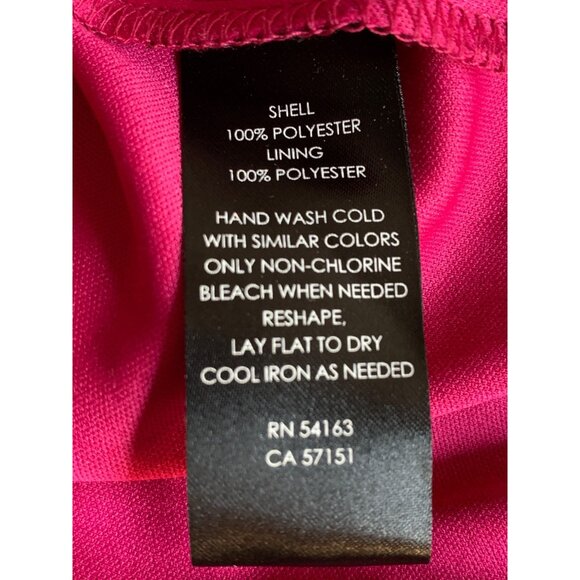 SHELL
100% POLYESTER
LINING
100% POLYESTER
HAND WASH COLD
WITH SIMILAR COLORS
ONLY NON-CHLORINE
BLEACH WHEN NEEDED
RESHAPE,
LAY FLAT TO DRY
COOL IRON AS NEEDED
RN 54163
CA 57151